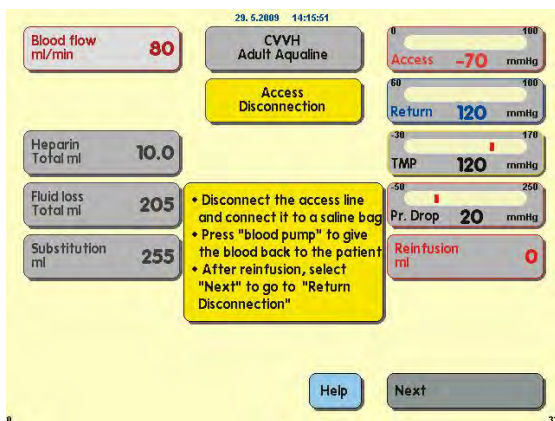 29. 5.2009 14:15:51
Blood flow
ml/min 80
CVVH
Adult Aqualine
0 100
Access -70 mmHg
Access
Disconnection
60 100
Return 120 mmHg
-30 170
TMP 120 mmHg
Heparin
Total ml 10.0
-50 250
Pr. Drop 20 mmHg
Fluid loss
Total ml 205
Substitution
ml 255
• Disconnect the access line
and connect it to a saline bag
• Press "blood pump" to give
the blood back to the patient
• After reinfusion, select
"Next" to go to "Return
Disconnection"
Reinfusion
ml 0
Help
Next